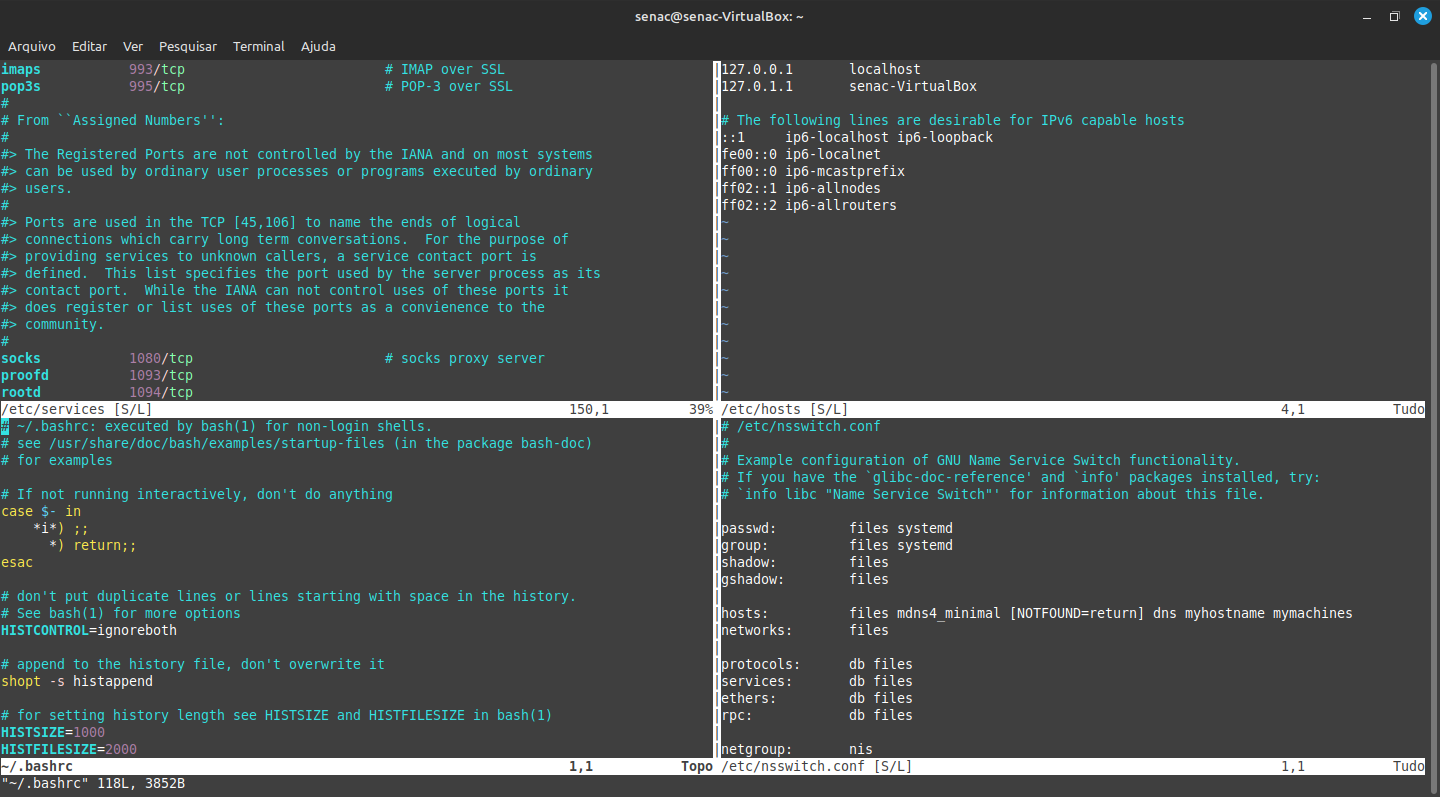 senac@senac-VirtualBox: ~
Arquivo Editar Ver Pesquisar Terminal Ajuda
imaps           993/tcp                         # IMAP over SSL
pop3s           995/tcp                         # POP-3 over SSL
#
# From ``Assigned Numbers'':
#
#> The Registered Ports are not controlled by the IANA and on most systems
#> can be used by ordinary user processes or programs executed by ordinary
#> users.
#
#> Ports are used in the TCP [45,106] to name the ends of logical
#> connections which carry long term conversations.  For the purpose of
#> providing services to unknown callers, a service contact port is
#> defined.  This list specifies the port used by the server process as its
#> contact port.  While the IANA can not control uses of these ports it
#> does register or list uses of these ports as a convienence to the
#> community.
#
socks           1080/tcp                        # socks proxy server
proofd          1093/tcp
rootd           1094/tcp
/etc/services [S/L]                                    150,1          39%
127.0.0.1       localhost
127.0.1.1       senac-VirtualBox

# The following lines are desirable for IPv6 capable hosts
::1     ip6-localhost ip6-loopback
fe00::0 ip6-localnet
ff00::0 ip6-mcastprefix
ff02::1 ip6-allnodes
ff02::2 ip6-allrouters
~
~
~
~
~
~
~
~
~
~
~
/etc/hosts [S/L]                                                      4,1           Tudo
# ~/.bashrc: executed by bash(1) for non-login shells.
# see /usr/share/doc/bash/examples/startup-files (in the package bash-doc)
# for examples

# If not running interactively, don't do anything
case $- in
    *i*) ;;
      *) return;;
esac

# don't put duplicate lines or lines starting with space in the history.
# See bash(1) for more options
HISTCONTROL=ignoreboth

# append to the history file, don't overwrite it
shopt -s histappend

# for setting history length see HISTSIZE and HISTFILESIZE in bash(1)
HISTSIZE=1000
HISTFILESIZE=2000
~/.bashrc                                                              1,1           Topo
# /etc/nsswitch.conf
#
# Example configuration of GNU Name Service Switch functionality.
# If you have the `glibc-doc-reference' and `info' packages installed, try:
# `info libc "Name Service Switch"' for information about this file.

passwd:         files systemd
group:          files systemd
shadow:         files
gshadow:        files

hosts:          files mdns4_minimal [NOTFOUND=return] dns myhostname mymachines
networks:       files

protocols:      db files
services:       db files
ethers:         db files
rpc:            db files

netgroup:       nis
/etc/nsswitch.conf [S/L]                                              1,1           Tudo
"~/.bashrc" 118L, 3852B